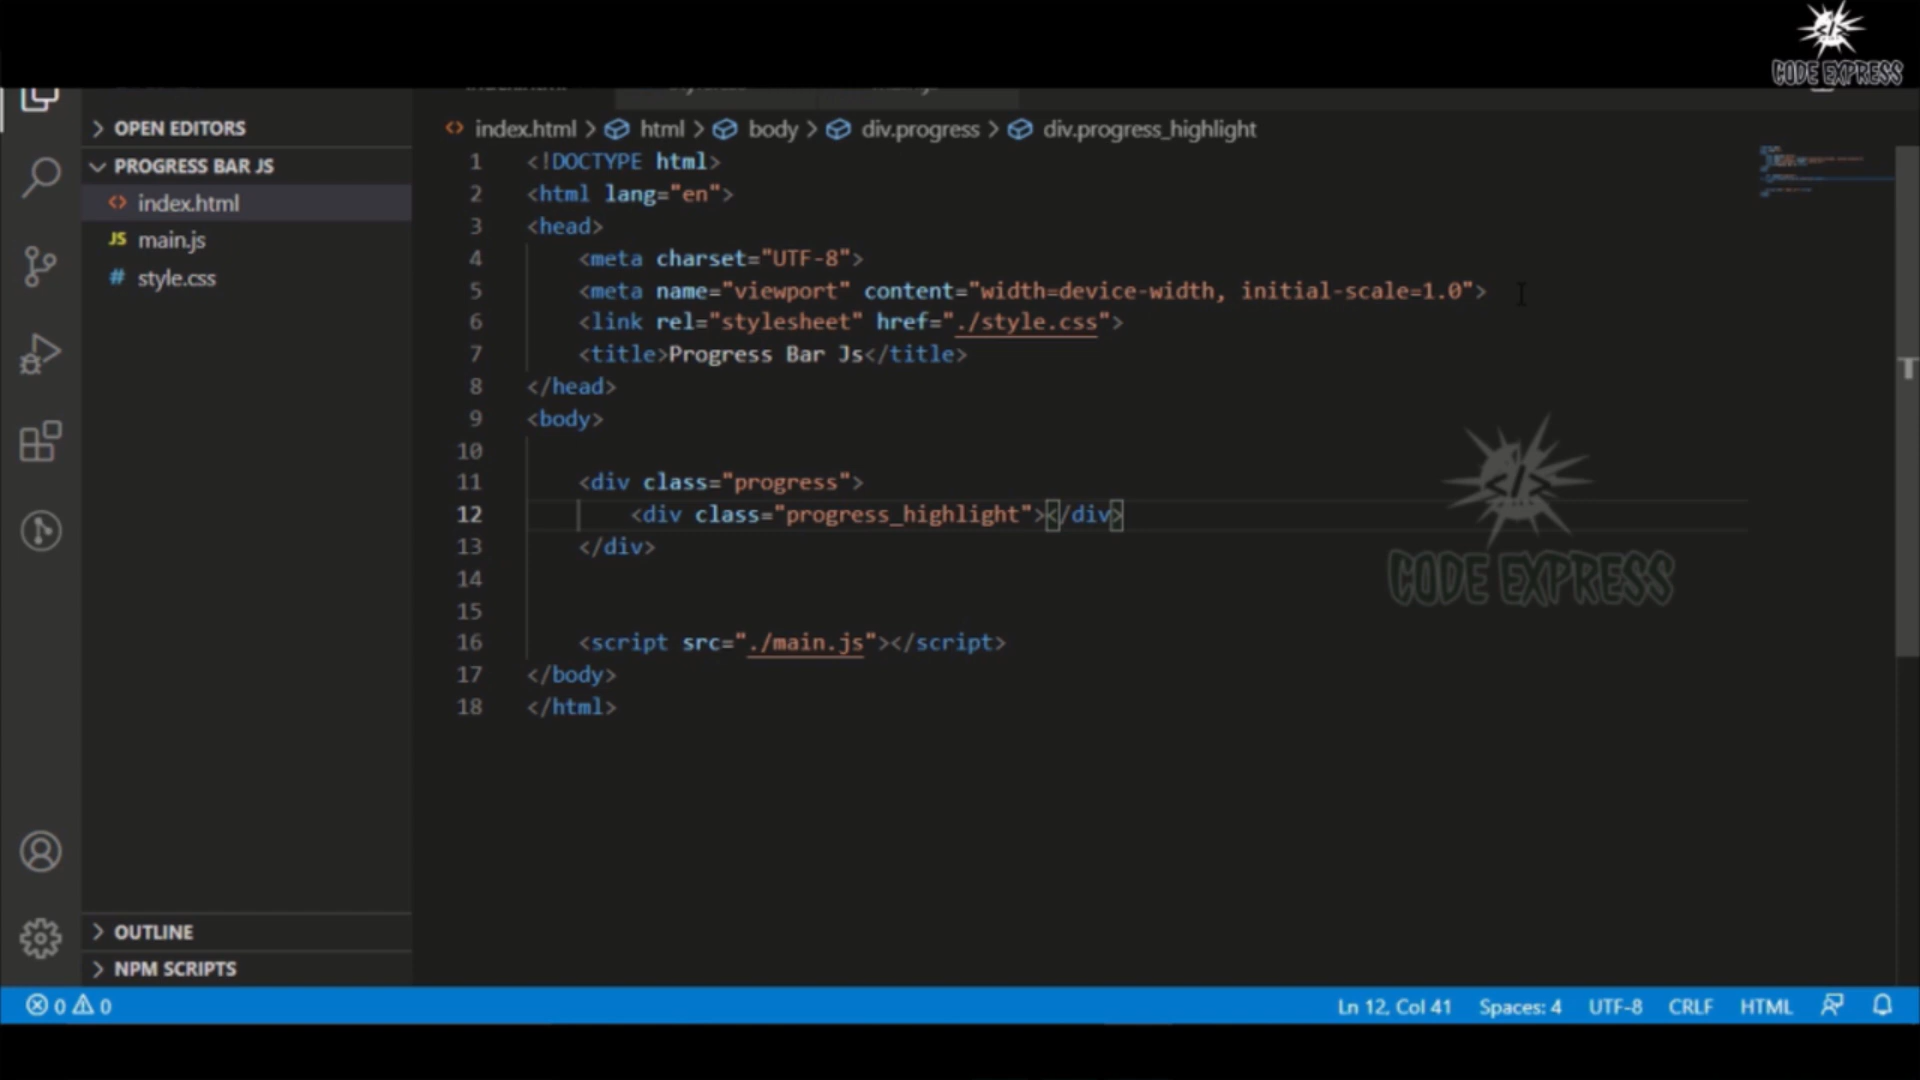 CODE EXPRESS
OPEN EDITORS
PROGRESS BAR JS
index.html
JS main.js
# style.css
OUTLINE
NPM SCRIPTS
index.html > html > body > div.progress > div.progress_highlight
1 <!DOCTYPE html>
2 <html lang="en">
3 <head>
4 <meta charset="UTF-8">
5 <meta name="viewport" content="width=device-width, initial-scale=1.0">
6 <link rel="stylesheet" href="./style.css">
7 <title>Progress Bar Js</title>
8 </head>
9 <body>
10
11 <div class="progress">
12 <div class="progress_highlight"></div>
13 </div>
14
15
16 <script src="./main.js"></script>
17 </body>
18 </html>
CODE EXPRESS
0 0
Ln 12, Col 41 Spaces: 4 UTF-8 CRLF HTML